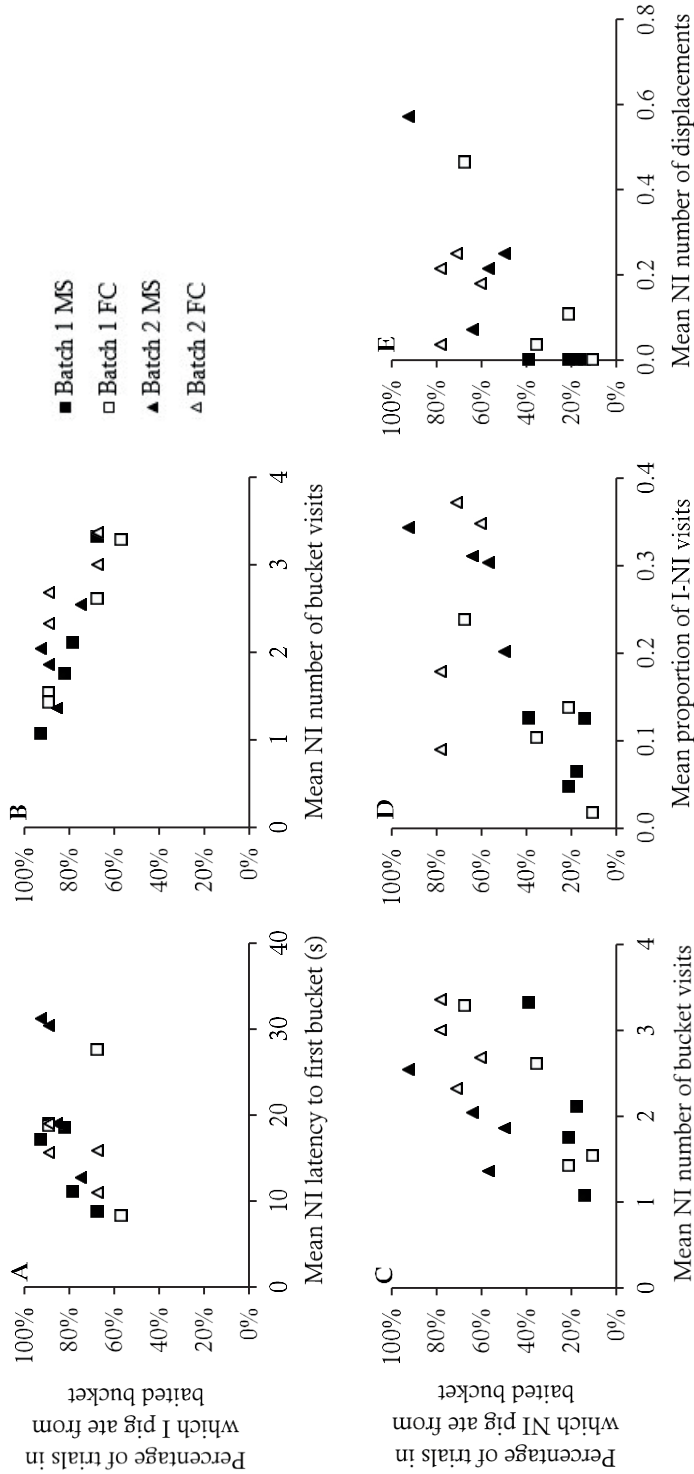 A
100%
80%
60%
40%
20%
0%
0
10
20
30
40
Mean NI latency to first bucket (s)
Percentage of trials in
which I pig ate from
baited bucket
B
100%
80%
60%
40%
20%
0%
0
1
2
3
4
Mean NI number of bucket visits
Batch 1 MS
Batch 1 FC
Batch 2 MS
Batch 2 FC
C
100%
80%
60%
40%
20%
0%
0
1
2
3
4
Mean NI number of bucket visits
Percentage of trials in
which NI pig ate from
baited bucket
D
100%
80%
60%
40%
20%
0%
0.0
0.1
0.2
0.3
0.4
Mean proportion of I-NI visits
E
100%
80%
60%
40%
20%
0%
0.0
0.2
0.4
0.6
0.8
Mean NI number of displacements